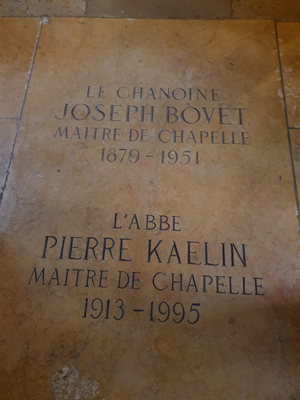 LE CHANOINE
JOSEPH BOVET
MAITRE DE CHAPELLE
1879-1951
L'ABBE
PIERRE KAELIN
MAITRE DE CHAPELLE
1913-1995